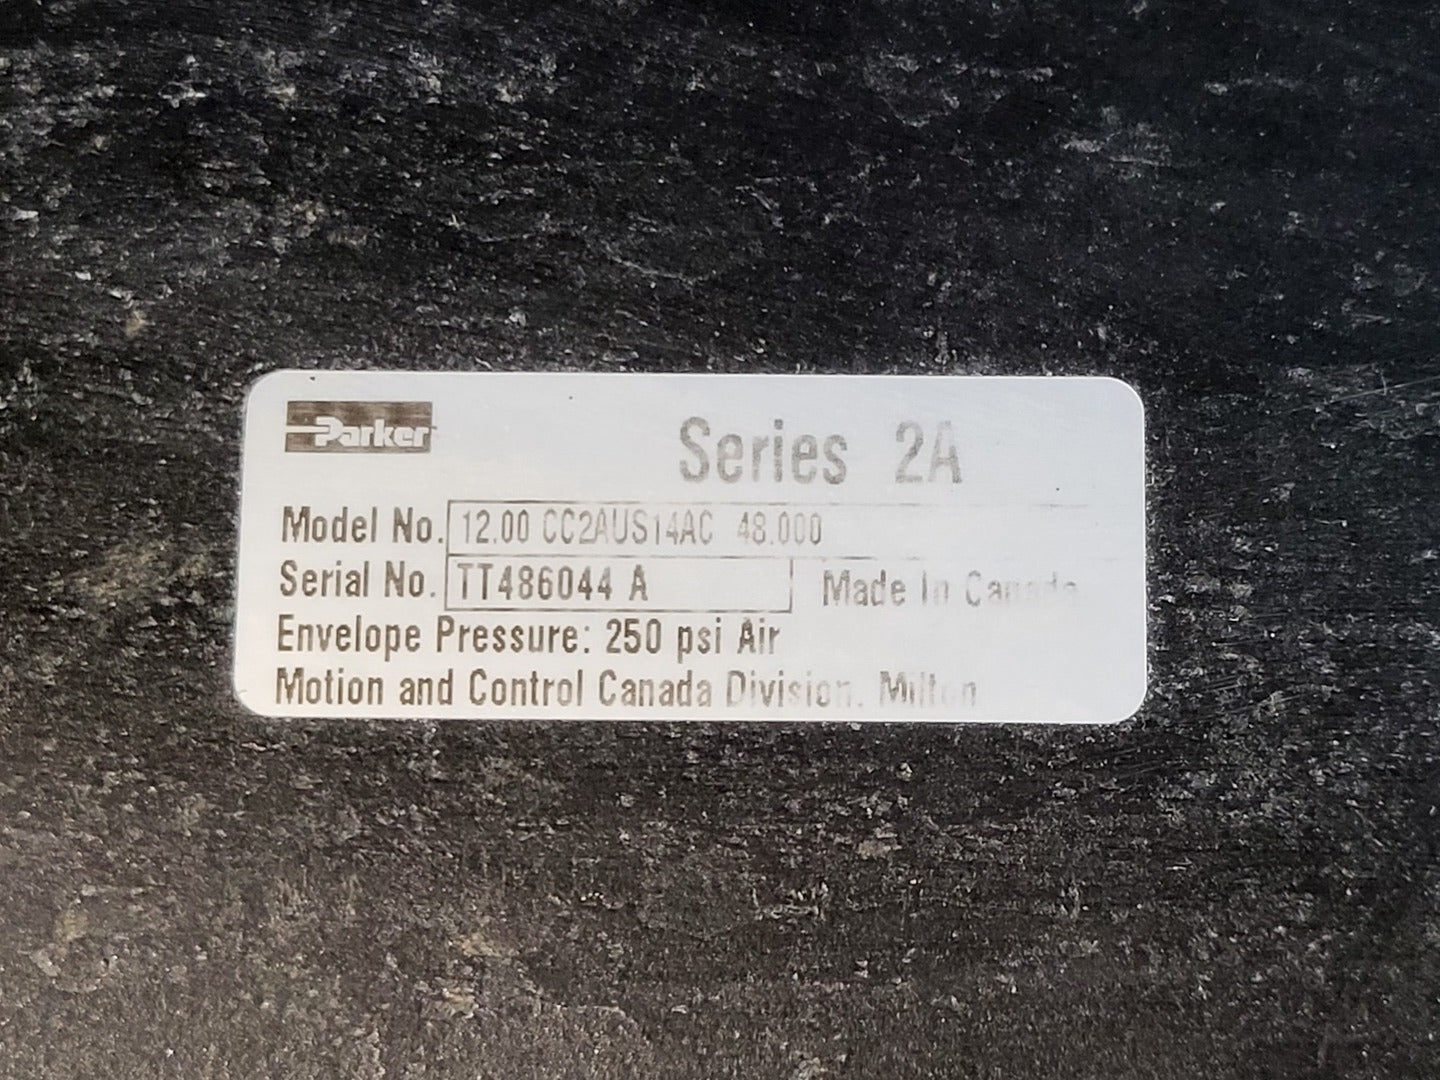 Parker
Series 2A
Model No. 12.00 CC2AUS14AC 48.000
Serial No. TT486044 A Made In Canada
Envelope Pressure: 250 psi Air
Motion and Control Canada Division, Milton